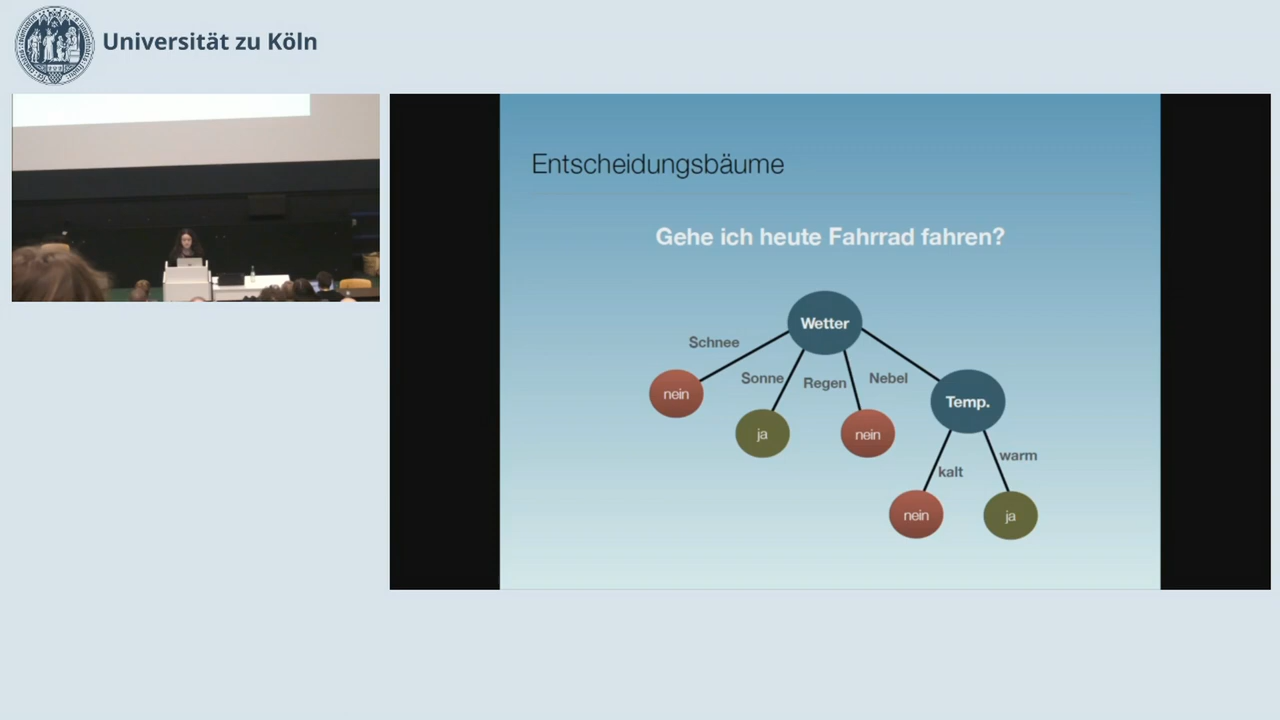 Universität zu Köln
Entscheidungsbäume
Gehe ich heute Fahrrad fahren?
Wetter
Schnee
Sonne
Regen
Nebel
nein
ja
nein
Temp.
kalt
warm
nein
ja